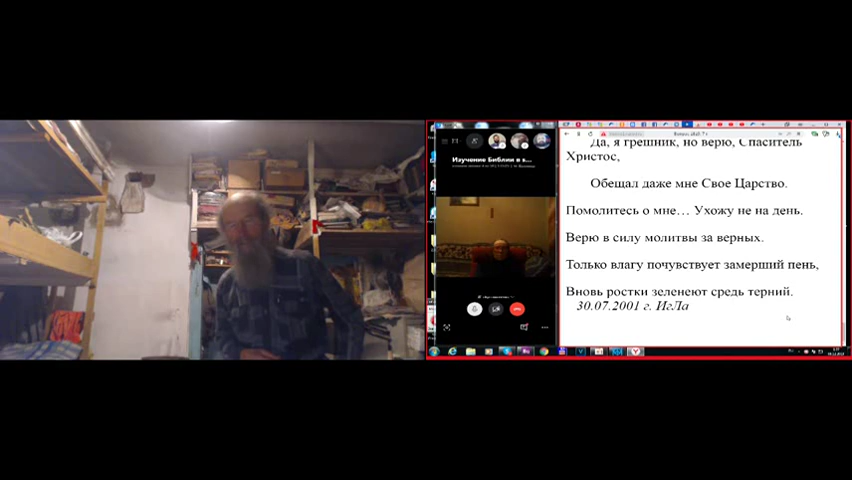 Изучение Библии в в...
Да, я грешник, но верю, Спаситель
Христос,
Обещал даже мне Свое Царство.
Помолитесь о мне... Ухожу не на день.
Верю в силу молитвы за верных.
Только влагу почувствует замерший пень,
Вновь ростки зеленеют средь терний.
30.07.2001 г. ИгЛа